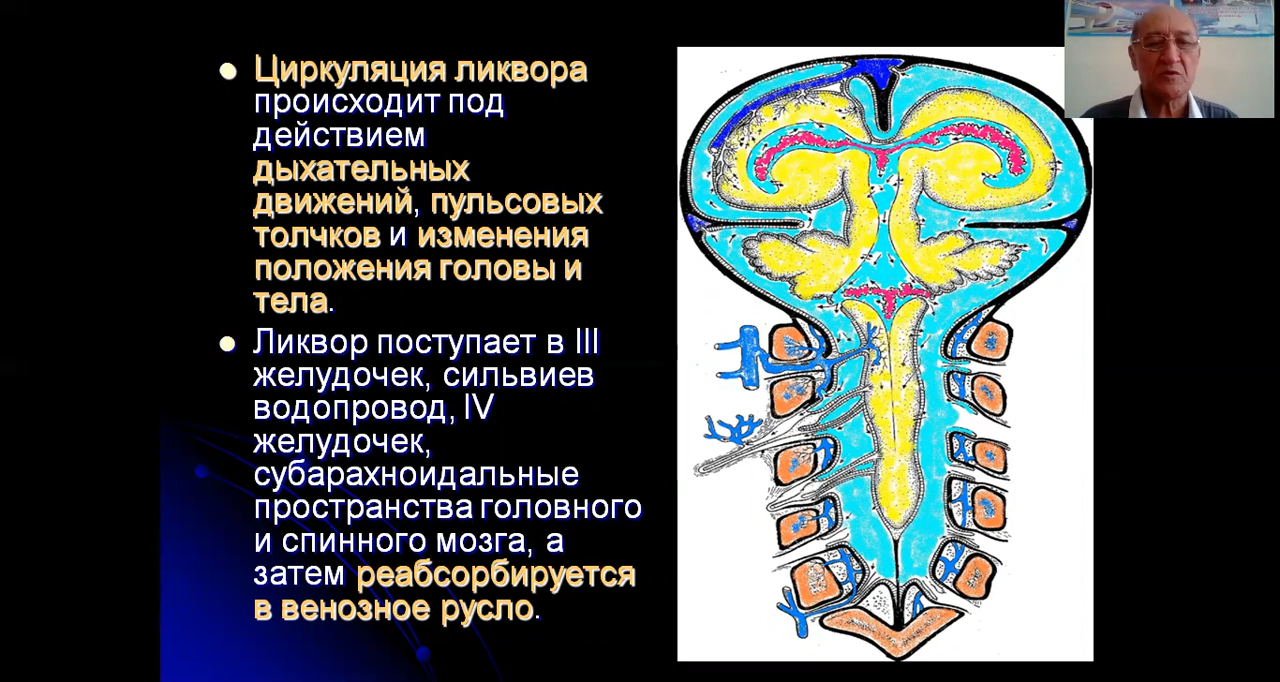 Циркуляция ликвора
происходит под
действием
дыхательных
движений, пульсовых
толчков и изменения
положения головы и
тела.
Ликвор поступает в III
желудочек, сильвиев
водопровод, IV
желудочек,
субарахноидальные
пространства головного
и спинного мозга, а
затем реабсорбируется
в венозное русло.